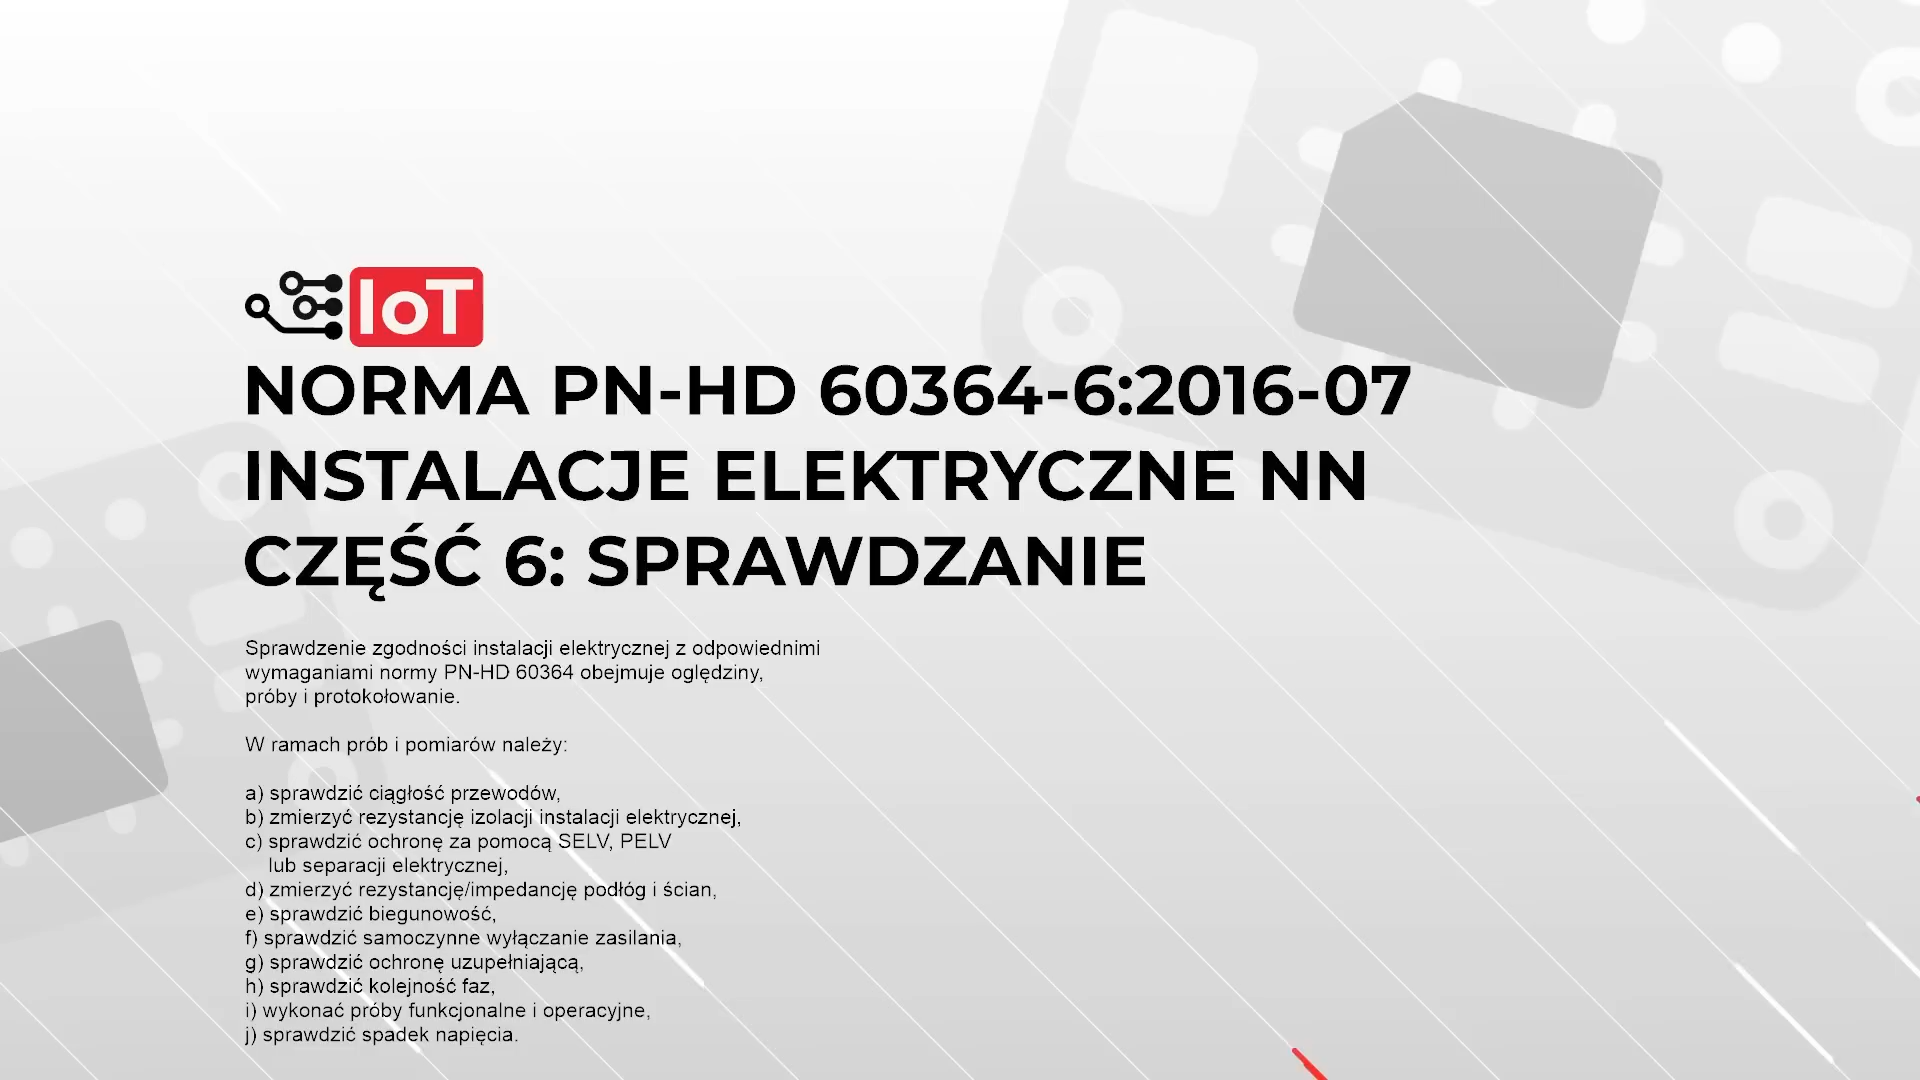 IoT
NORMA PN-HD 60364-6:2016-07
INSTALACJE ELEKTRYCZNE NN
CZĘŚĆ 6: SPRAWDZANIE
Sprawdzenie zgodności instalacji elektrycznej z odpowiednimi
wymaganiami normy PN-HD 60364 obejmuje oględziny,
próby i protokołowanie.
W ramach prób i pomiarów należy:
a) sprawdzić ciągłość przewodów,
b) zmierzyć rezystancję izolacji instalacji elektrycznej,
c) sprawdzić ochronę za pomocą SELV, PELV
lub separacji elektrycznej,
d) zmierzyć rezystancję/impedancję podłóg i ścian,
e) sprawdzić biegunowość,
f) sprawdzić samoczynne wyłączanie zasilania,
g) sprawdzić ochronę uzupełniającą,
h) sprawdzić kolejność faz,
i) wykonać próby funkcjonalne i operacyjne,
j) sprawdzić spadek napięcia.